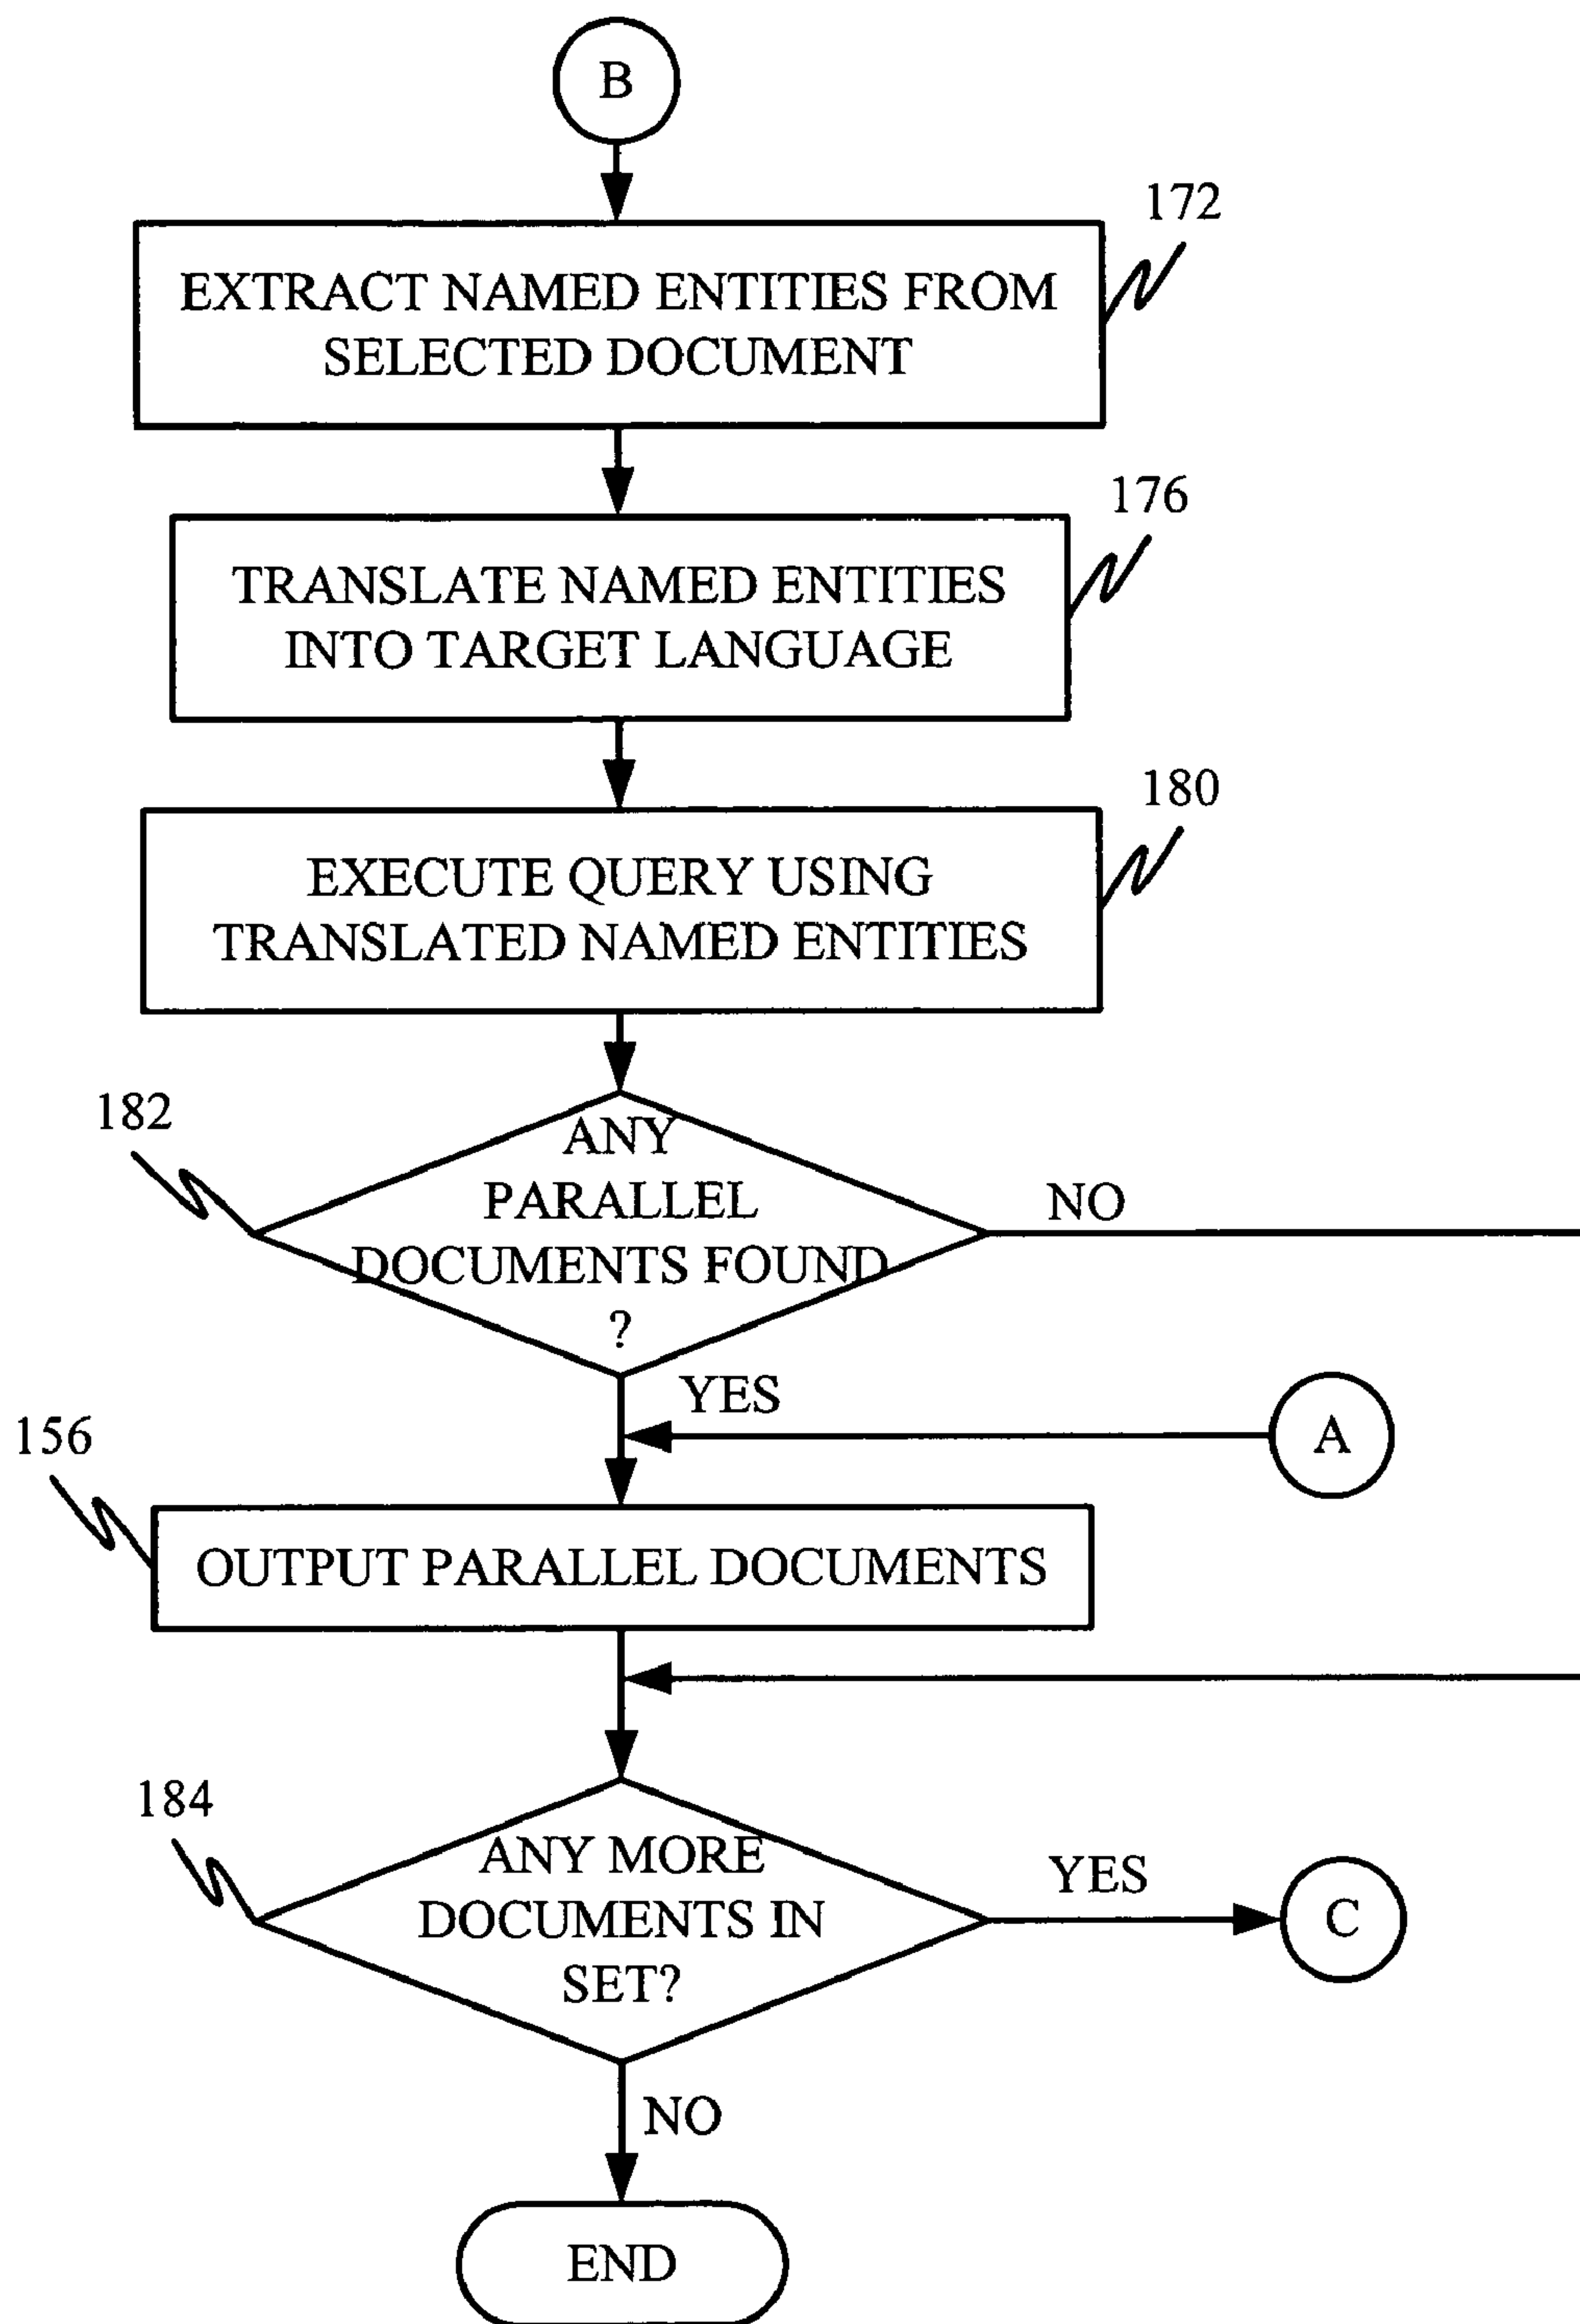 B
172
EXTRACT NAMED ENTITIES FROM
SELECTED DOCUMENT
176
TRANSLATE NAMED ENTITIES
INTO TARGET LANGUAGE
180
EXECUTE QUERY USING
TRANSLATED NAMED ENTITIES
182
ANY
PARALLEL
DOCUMENTS FOUND
?
NO
YES
A
156
OUTPUT PARALLEL DOCUMENTS
184
ANY MORE
DOCUMENTS IN
SET?
YES
C
NO
END